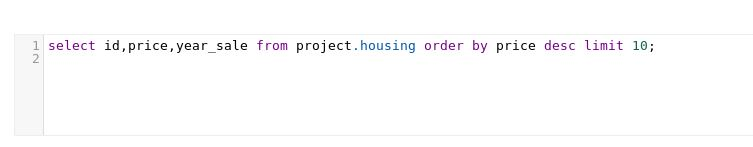 1 select id,price,year_sale from project.housing order by price desc limit 10;
2